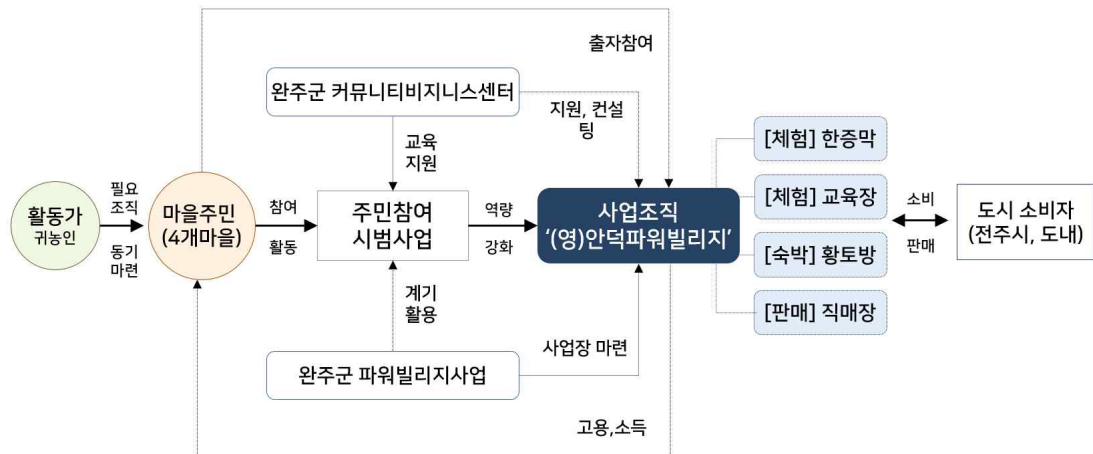 출자참여
완주군 커뮤니티비지니스센터
지원, 컨설
팅
교육
지원
[체험] 한증막
활동가
귀농인
필요
조직
동기
마련
마을주민
(4개마을)
참여
활동
주민참여
시범사업
역량
강화
사업조직
‘(영)안덕파워빌리지’
[체험] 교육장
소비
판매
도시 소비자
(전주시, 도내)
[숙박] 황토방
[판매] 직매장
계기
활용
사업장 마련
완주군 파워빌리지사업
고용,소득